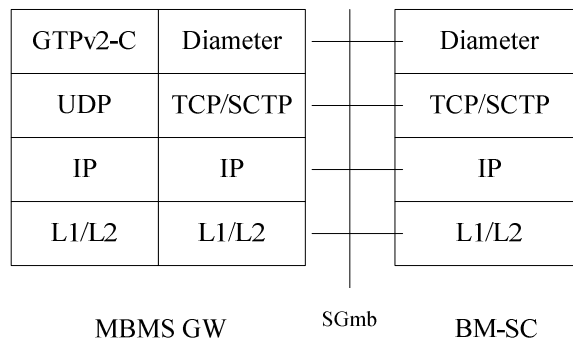 GTPv2-C Diameter Diameter
UDP TCP/SCTP TCP/SCTP
IP IP IP
L1/L2 L1/L2 L1/L2
MBMS GW SGmb BM-SC